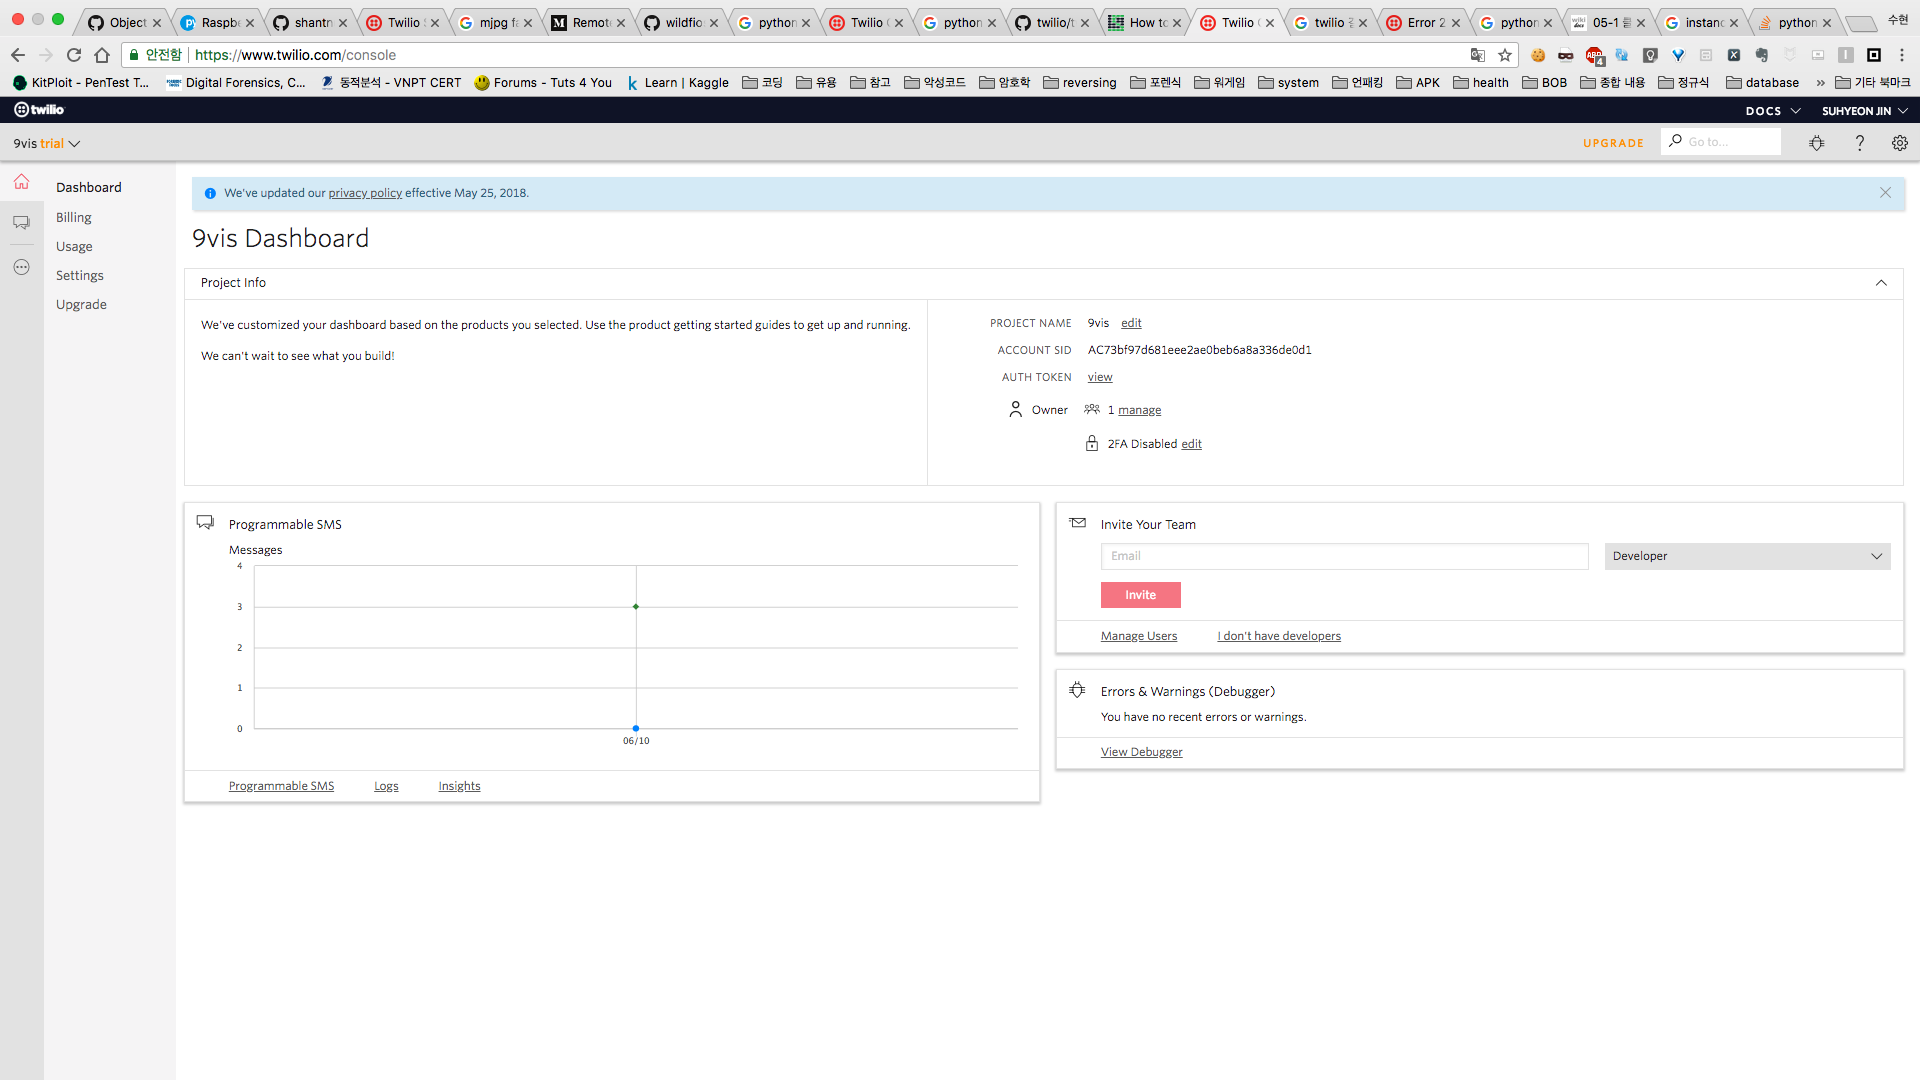 Object
Raspbe
shantn
Twilio S
mjpg fa
Remote
wildfio
python
Twilio
python
twilio/t
How to
Twilio
twilio
Error 2
python
05-1
instanc
python
수현
안전함 https://www.twilio.com/console
4
KitPloit - PenTest T...
Digital Forensics, C...
동적분석 - VNPT CERT
Forums - Tuts 4 You
Learn | Kaggle
코딩
유용
참고
악성코드
암호학
reversing
포렌식
워게임
system
언패킹
APK
health
BOB
종합 내용
정규식
database
»
기타 북마크
twilio
DOCS
SUHYEON JIN
9vis trial
UPGRADE
Go to...
Dashboard
Billing
Usage
Settings
Upgrade
We've updated our privacy policy effective May 25, 2018.
9vis Dashboard
Project Info
We've customized your dashboard based on the products you selected. Use the product getting started guides to get up and running.
We can't wait to see what you build!
PROJECT NAME 9vis edit
ACCOUNT SID AC73bf97d681eee2ae0beb6a8a336de0d1
AUTH TOKEN view
Owner 1 manage
2FA Disabled edit
Programmable SMS
Messages
4
3
2
1
0
06/10
Programmable SMS Logs Insights
Invite Your Team
Email
Developer
Invite
Manage Users I don't have developers
Errors & Warnings (Debugger)
You have no recent errors or warnings.
View Debugger